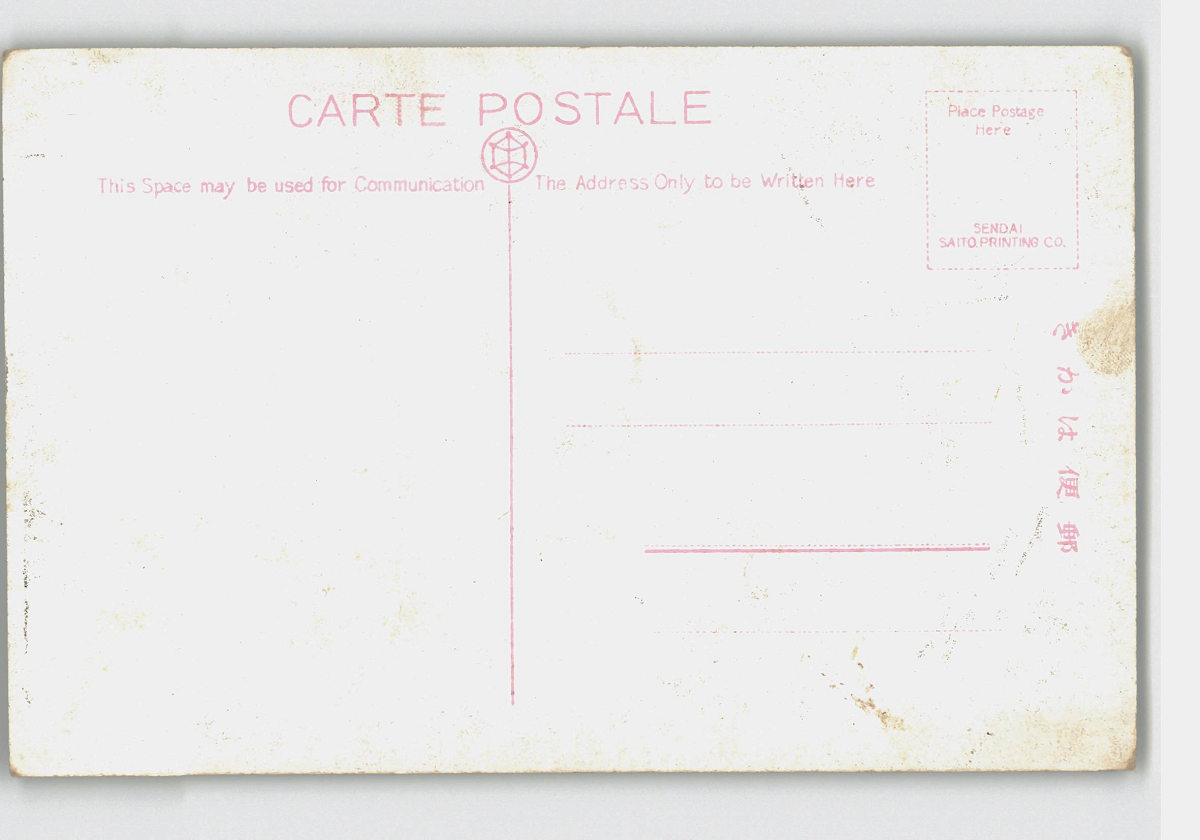 CARTE POSTALE
This Space may be used for Communication
The Address Only to be Written Here
Place Postage
Here
SENDAI
SAITO.PRINTING CO.
郵便はかき